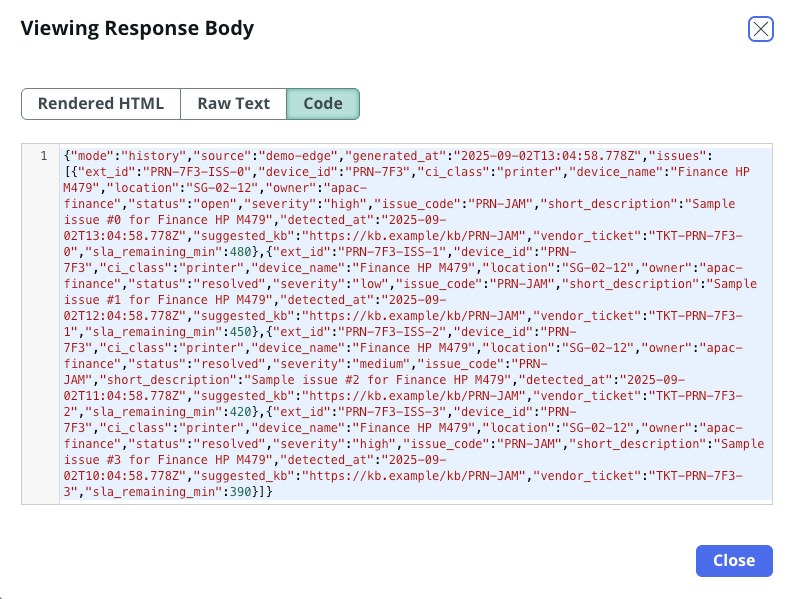 Viewing Response Body
Rendered HTML
Raw Text
Code
1
{"mode":"history","source":"demo-edge","generated_at":"2025-09-02T13:04:58.778Z","issues":
[{"ext_id":"PRN-7F3-ISS-0","device_id":"PRN-7F3","ci_class":"printer","device_name":"Finance HP
M479","location":"SG-02-12","owner":"apac-
finance","status":"open","severity":"high","issue_code":"PRN-JAM","short_description":"Sample
issue #0 for Finance HP M479","detected_at":"2025-09-
02T13:04:58.778Z","suggested_kb":"https://kb.example/kb/PRN-JAM","vendor_ticket":"TKT-PRN-7F3-
0","sla_remaining_min":480},{"ext_id":"PRN-7F3-ISS-1","device_id":"PRN-
7F3","ci_class":"printer","device_name":"Finance HP M479","location":"SG-02-12","owner":"apac-
finance","status":"resolved","severity":"low","issue_code":"PRN-JAM","short_description":"Sample
issue #1 for Finance HP M479","detected_at":"2025-09-
02T12:04:58.778Z","suggested_kb":"https://kb.example/kb/PRN-JAM","vendor_ticket":"TKT-PRN-7F3-
1","sla_remaining_min":450},{"ext_id":"PRN-7F3-ISS-2","device_id":"PRN-
7F3","ci_class":"printer","device_name":"Finance HP M479","location":"SG-02-12","owner":"apac-
finance","status":"resolved","severity":"medium","issue_code":"PRN-
JAM","short_description":"Sample issue #2 for Finance HP M479","detected_at":"2025-09-
02T11:04:58.778Z","suggested_kb":"https://kb.example/kb/PRN-JAM","vendor_ticket":"TKT-PRN-7F3-
2","sla_remaining_min":420},{"ext_id":"PRN-7F3-ISS-3","device_id":"PRN-
7F3","ci_class":"printer","device_name":"Finance HP M479","location":"SG-02-12","owner":"apac-
finance","status":"resolved","severity":"high","issue_code":"PRN-JAM","short_description":"Sample
issue #3 for Finance HP M479","detected_at":"2025-09-
02T10:04:58.778Z","suggested_kb":"https://kb.example/kb/PRN-JAM","vendor_ticket":"TKT-PRN-7F3-
3","sla_remaining_min":390}]}
Close